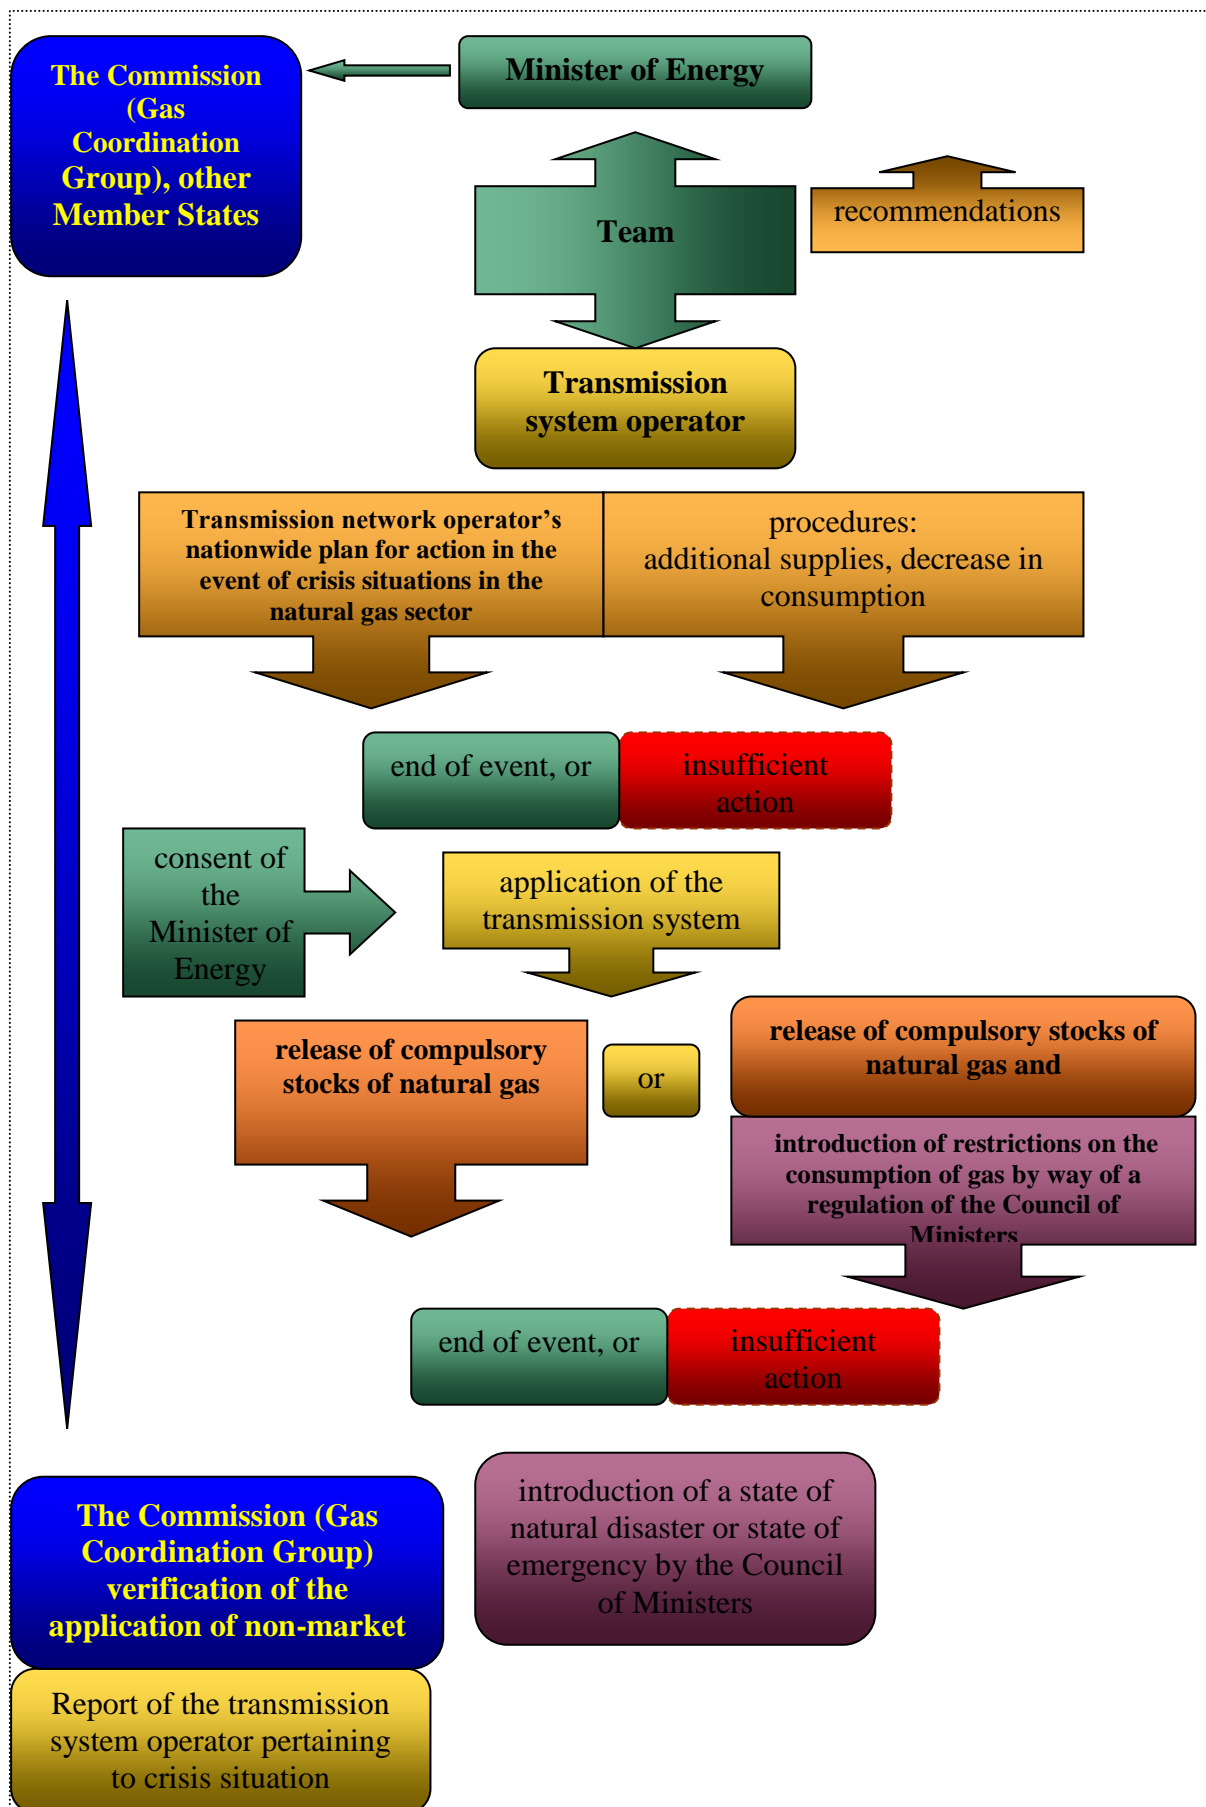 The Commission
(Gas
Coordination
Group), other
Member States
Minister of Energy
Team
recommendations
Transmission
system operator
Transmission network operator’s
nationwide plan for action in the
event of crisis situations in the
natural gas sector
procedures:
additional supplies, decrease in
consumption
end of event, or
insufficient
action
consent of
the
Minister of
Energy
application of the
transmission system
release of compulsory
stocks of natural gas
or
release of compulsory stocks of
natural gas and
introduction of restrictions on the
consumption of gas by way of a
regulation of the Council of
Ministers
end of event, or
insufficient
action
The Commission (Gas
Coordination Group)
verification of the
application of non-market
introduction of a state of
natural disaster or state of
emergency by the Council
of Ministers
Report of the transmission
system operator pertaining
to crisis situation